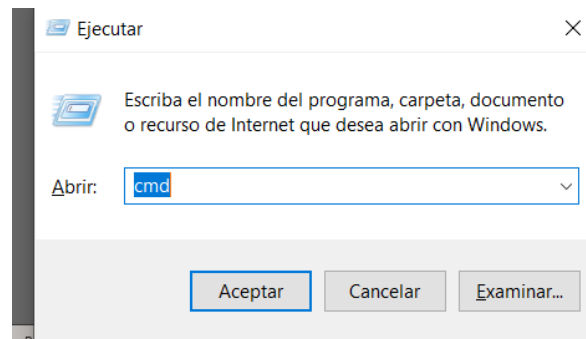 Ejecutar
Escriba el nombre del programa, carpeta, documento
o recurso de Internet que desea abrir con Windows.
Abrir: cmd
Aceptar Cancelar Examinar...